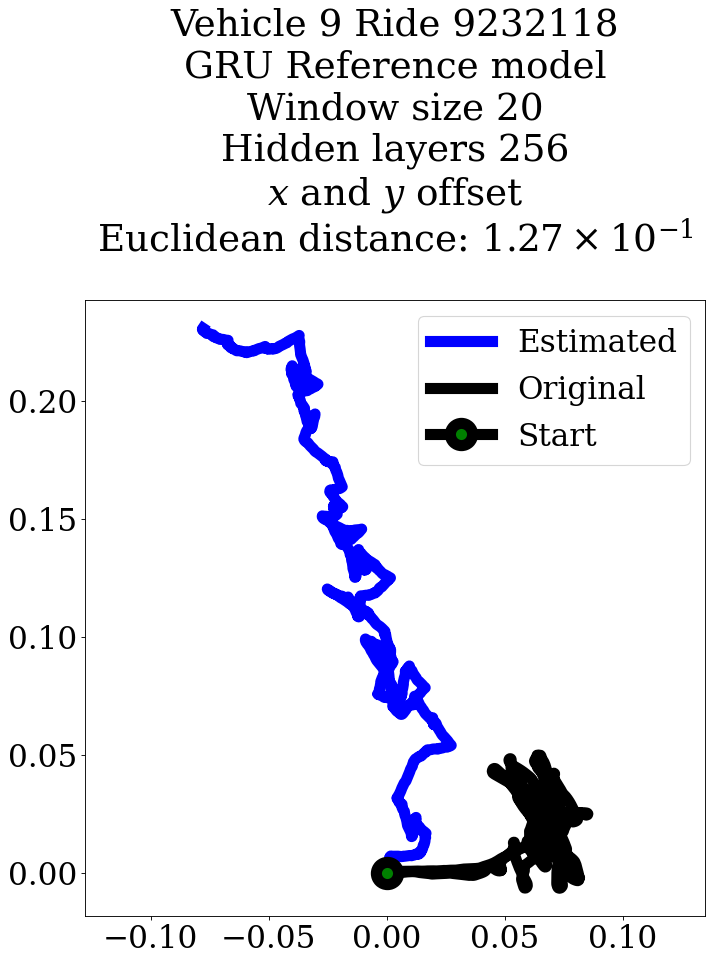 Vehicle 9 Ride 9232118
GRU Reference model
Window size 20
Hidden layers 256
x and y offset
Euclidean distance: 1.27 × 10⁻¹
Estimated
Original
Start
0.20
0.15
0.10
0.05
0.00
−0.10 −0.05 0.00 0.05 0.10